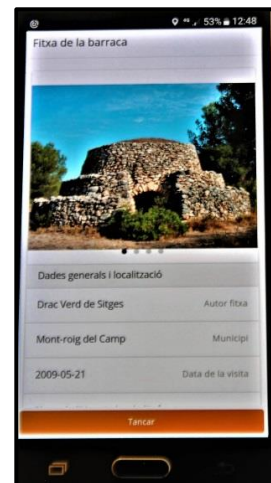 53% 12:48
Fitxa de la barraca
Dades generals i localització
Drac Verd de Sitges Autor fitxa
Mont-roig del Camp Municipi
2009-05-21 Data de la visita
Tancar